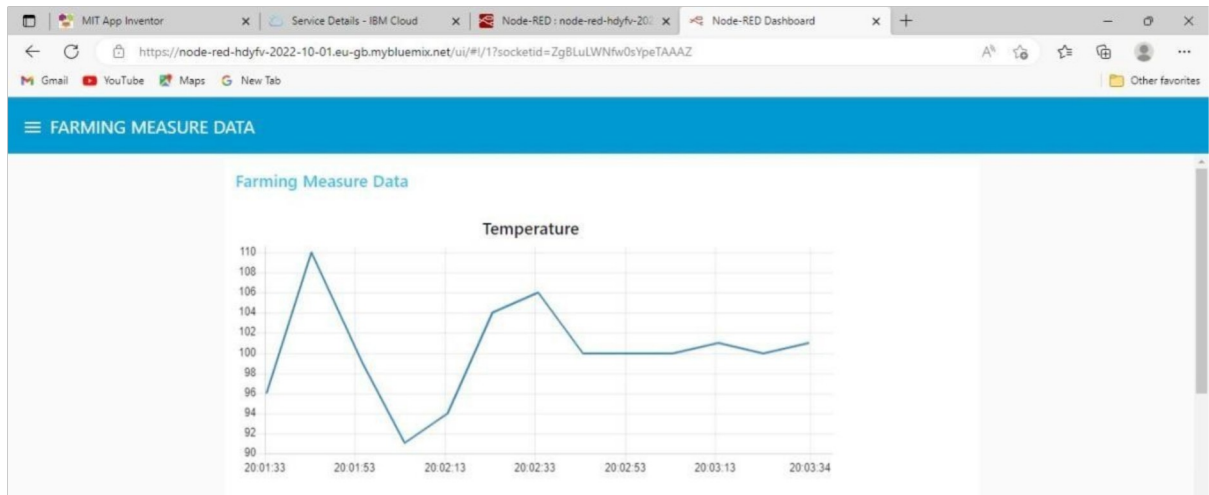 MIT App Inventor
Service Details - IBM Cloud
Node-RED : node-red-hdyfv-202
Node-RED Dashboard
https://node-red-hdyfv-2022-10-01.eu-gb.mybluemix.net/ui/#!/1?socketid=ZgBLuLWNfw0sYpeTAAAZ
Gmail YouTube Maps New Tab Other favorites
FARMING MEASURE DATA
Farming Measure Data
Temperature
110
108
106
104
102
100
98
96
94
92
90
20:01:33 20:01:53 20:02:13 20:02:33 20:02:53 20:03:13 20:03:34